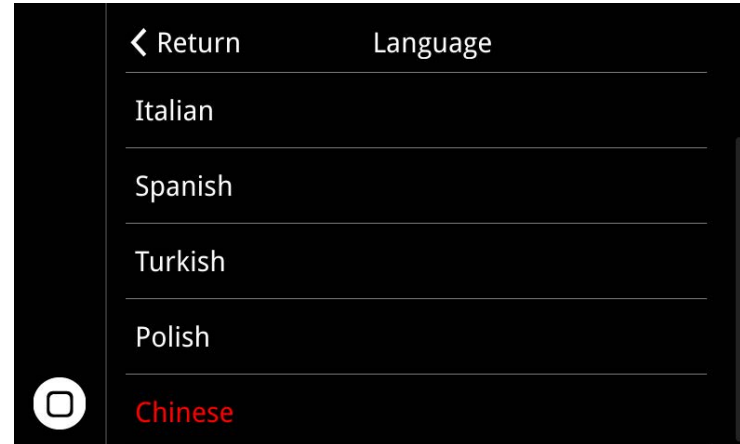 Return
Language
Italian
Spanish
Turkish
Polish
Chinese